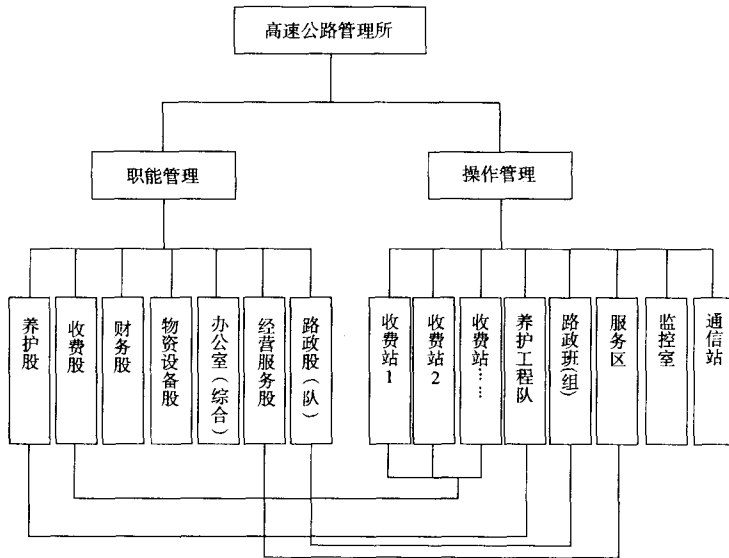 高速公路管理所
职能管理
操作管理
养护股
收费股
财务股
物资设备股
办公室(综合)
经营服务股
路政股(队)
收费站1
收费站2
收费站……
养护工程队
路政班(组)
服务区
监控室
通信站